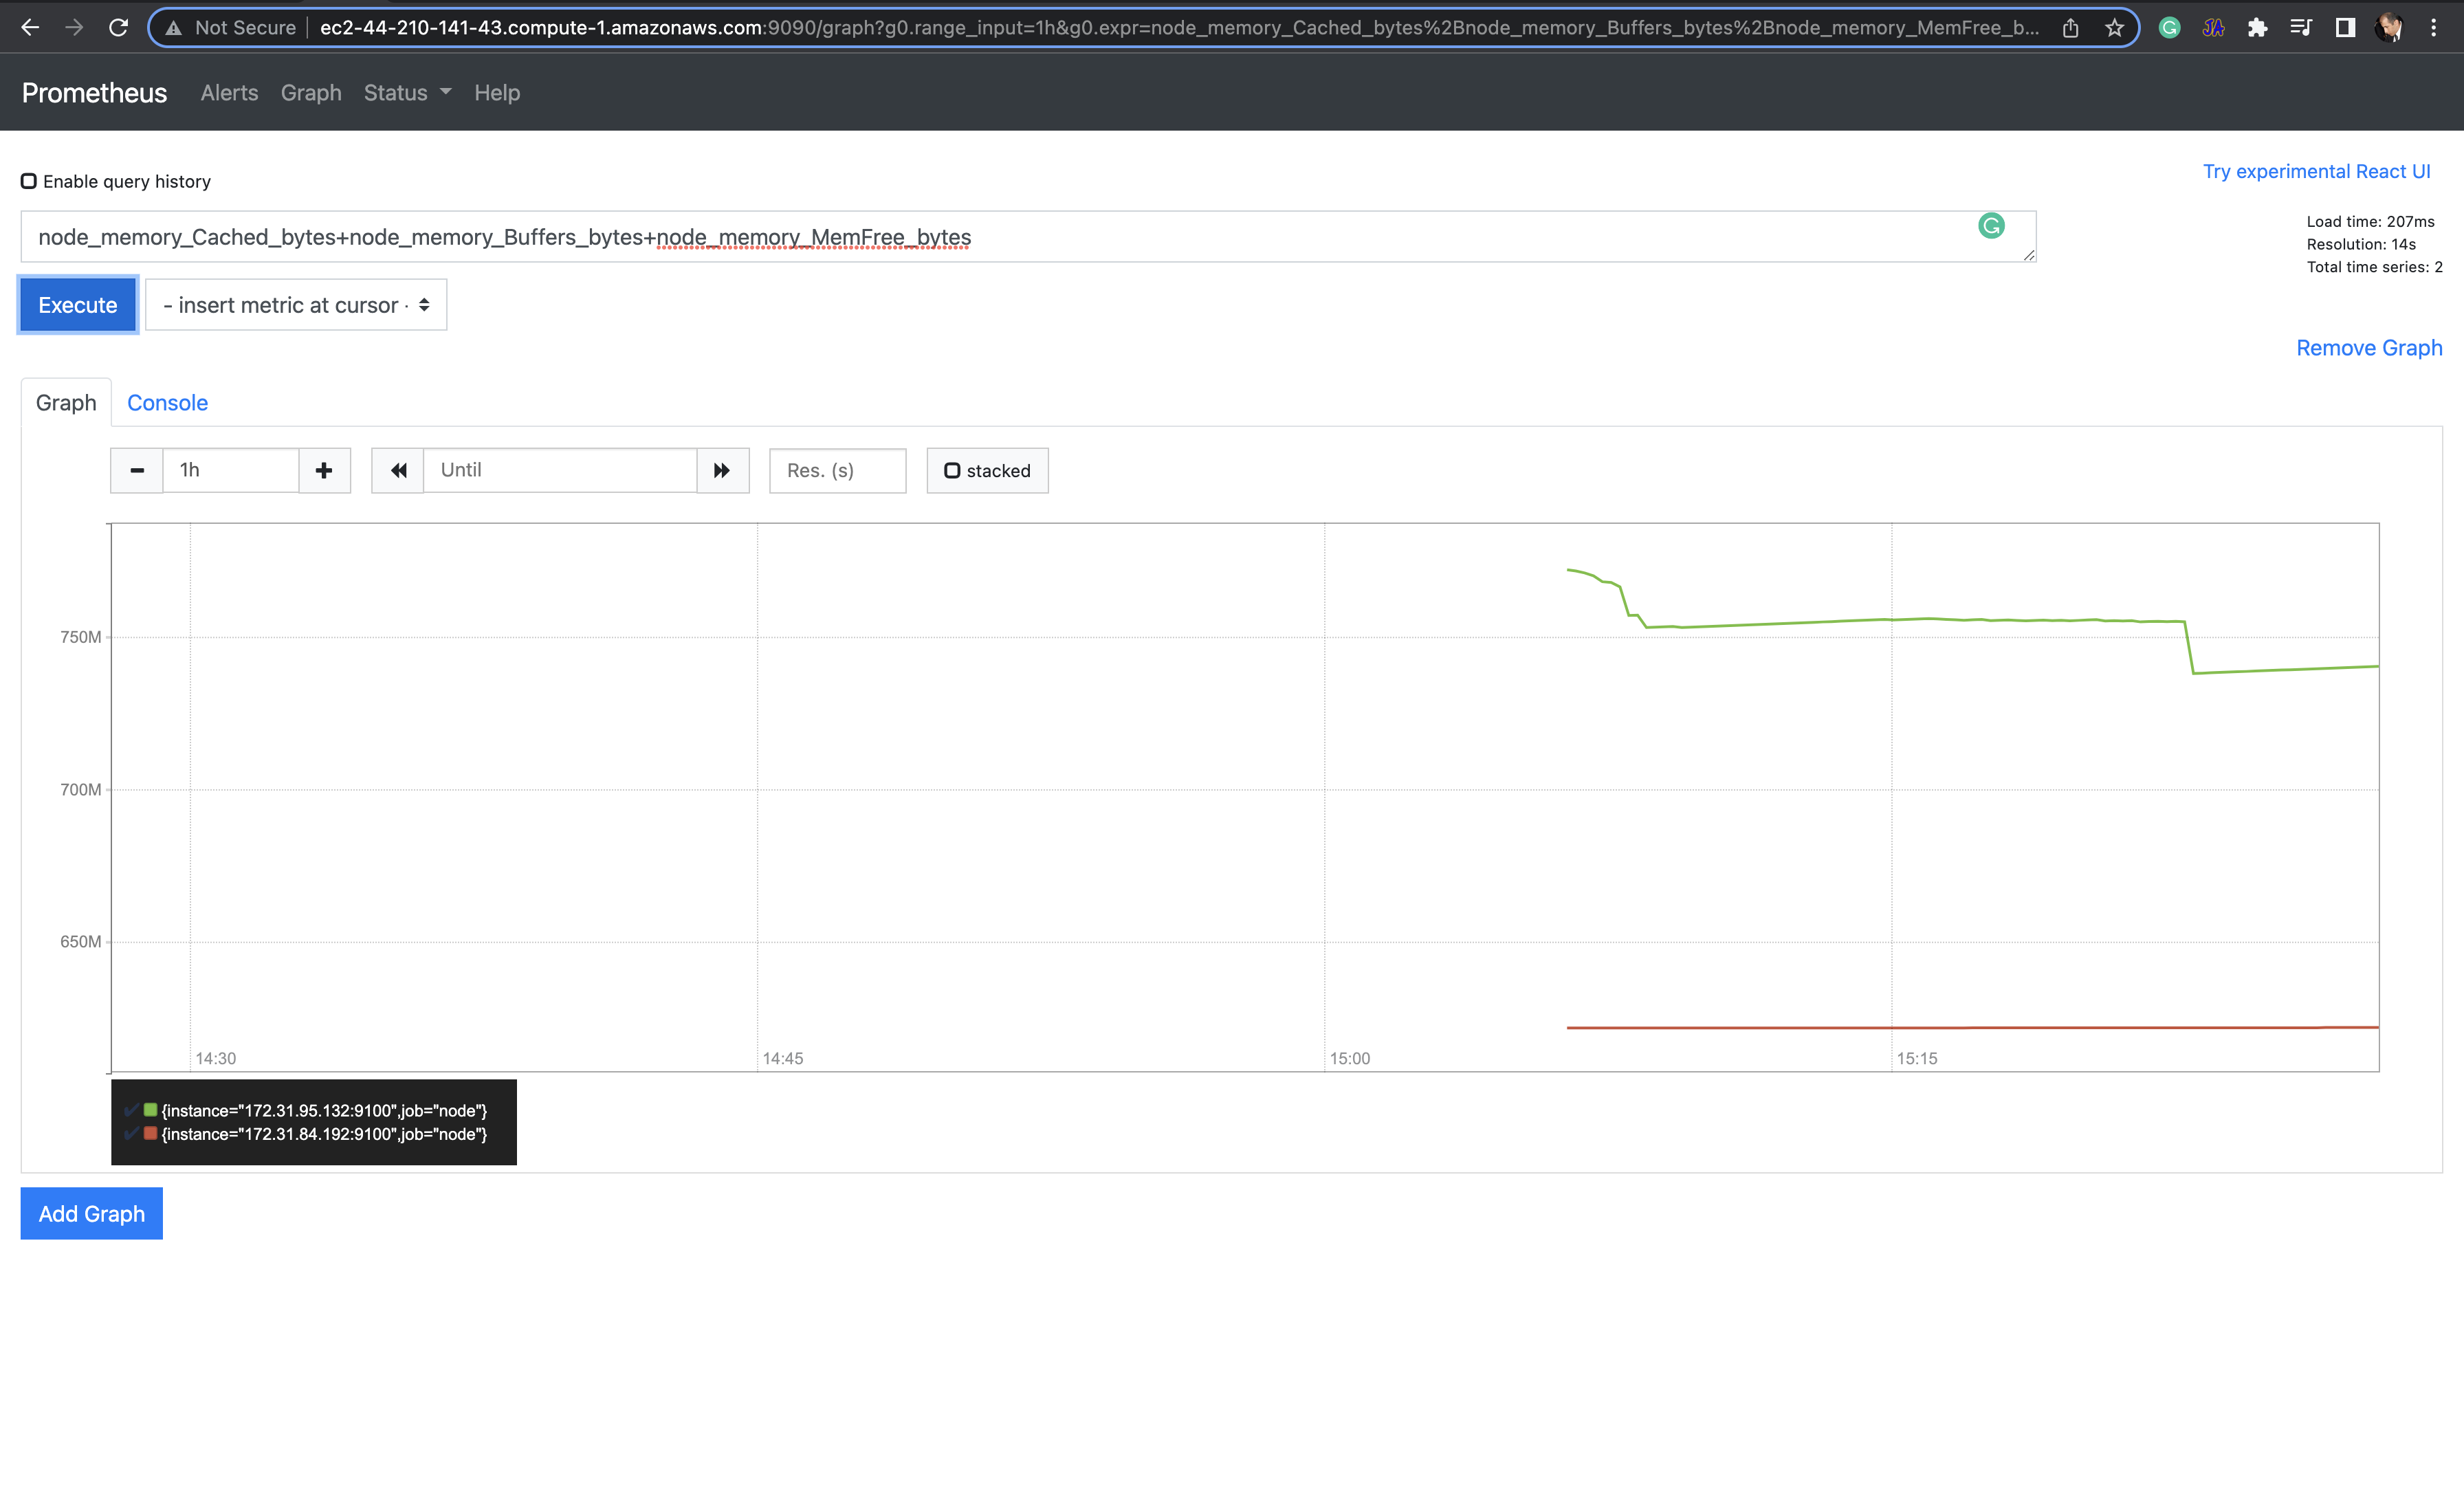 Not Secure | ec2-44-210-141-43.compute-1.amazonaws.com:9090/graph?g0.range_input=1h&g0.expr=node_memory_Cached_bytes%2Bnode_memory_Buffers_bytes%2Bnode_memory_MemFree_b...
Prometheus Alerts Graph Status Help
Try experimental React UI
Enable query history
node_memory_Cached_bytes+node_memory_Buffers_bytes+node_memory_MemFree_bytes
Load time: 207ms
Resolution: 14s
Total time series: 2
Execute - insert metric at cursor -
Remove Graph
Graph Console
1h Until Res. (s) stacked
750M
700M
650M
14:30 14:45 15:00 15:15
{instance="172.31.95.132:9100",job="node"}
{instance="172.31.84.192:9100",job="node"}
Add Graph